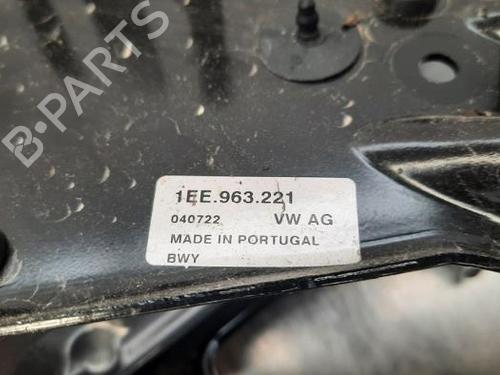 B-PARTS
1EE.963.221
040722 VW AG
MADE IN PORTUGAL
BWY